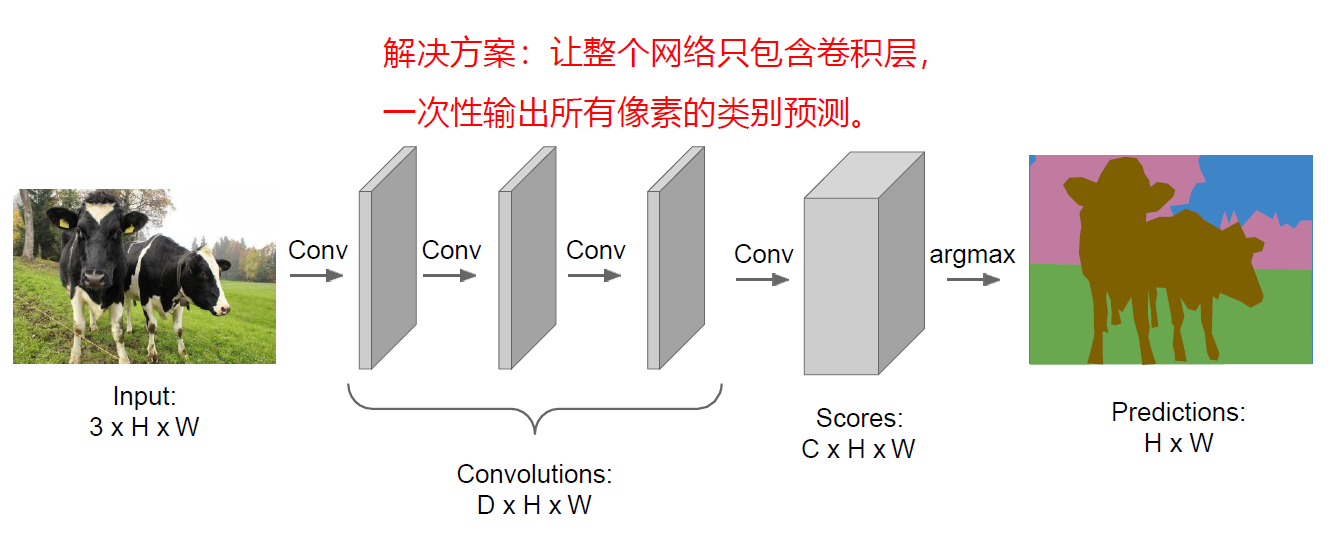 解决方案：让整个网络只包含卷积层，
一次性输出所有像素的类别预测。
Conv
Conv
Conv
Conv
argmax
Input:
3 x H x W
Convolutions:
D x H x W
Scores:
C x H x W
Predictions:
H x W